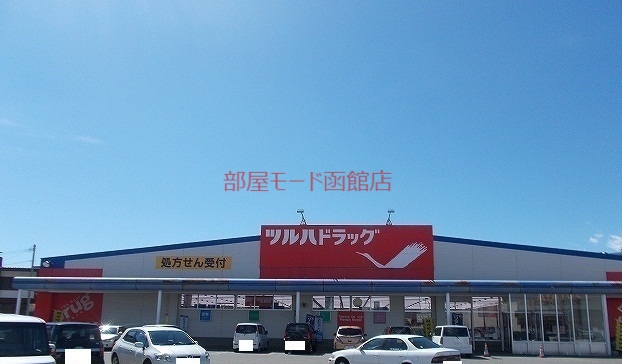 部屋モード函館店
ツルハドラッグ
処方せん受付
Drug